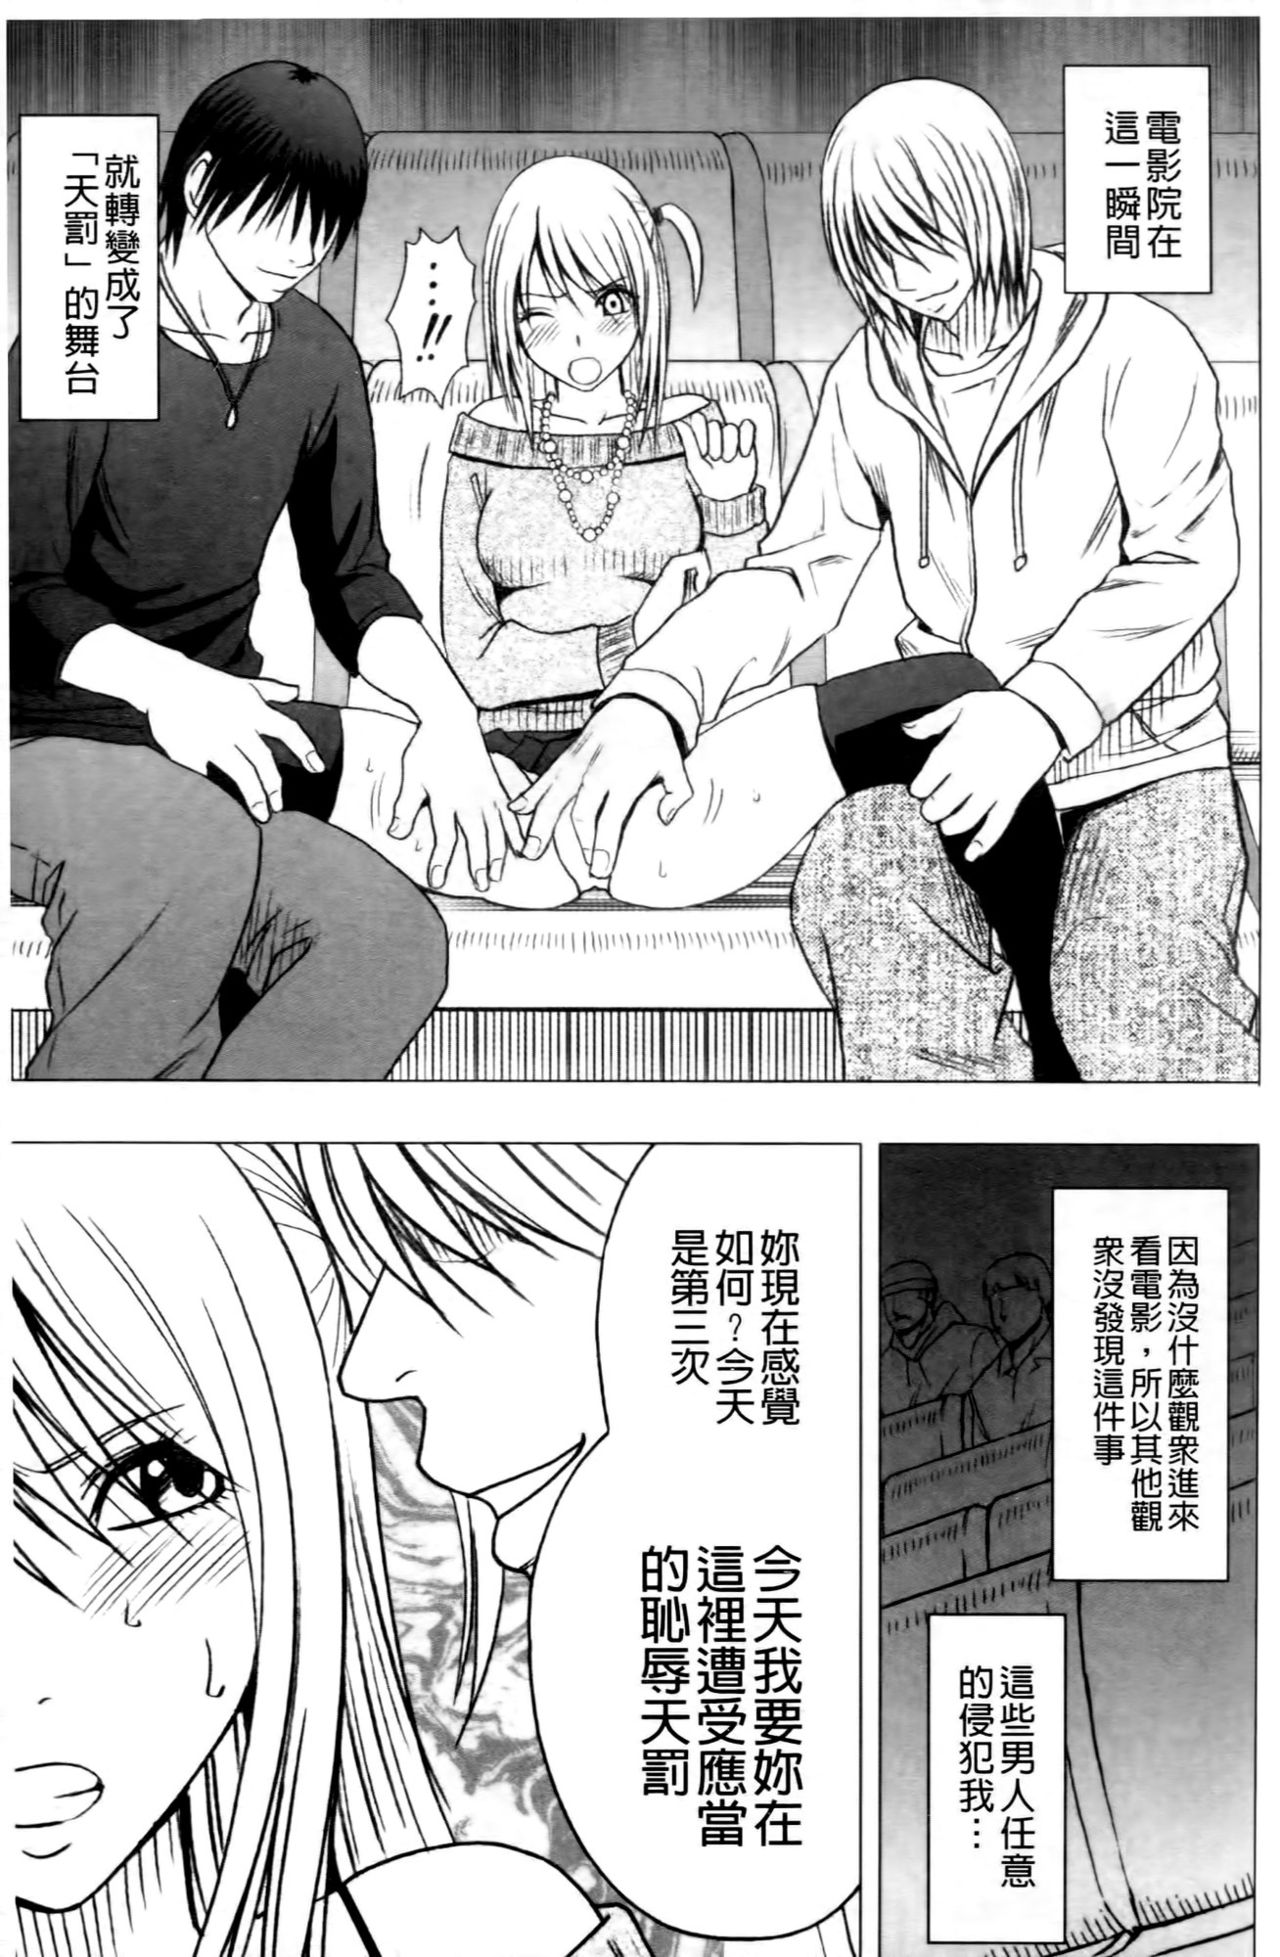 電影院在
這一瞬間
就轉變成了
「天罰」的舞台
…!!
因為沒什麼觀眾進來
看電影，所以其他觀
眾沒發現這件事
這些男人任意
的侵犯我…
妳現在感覺
如何？今天
是第三次
今天我要妳在
這裡遭受應當
的恥辱天罰